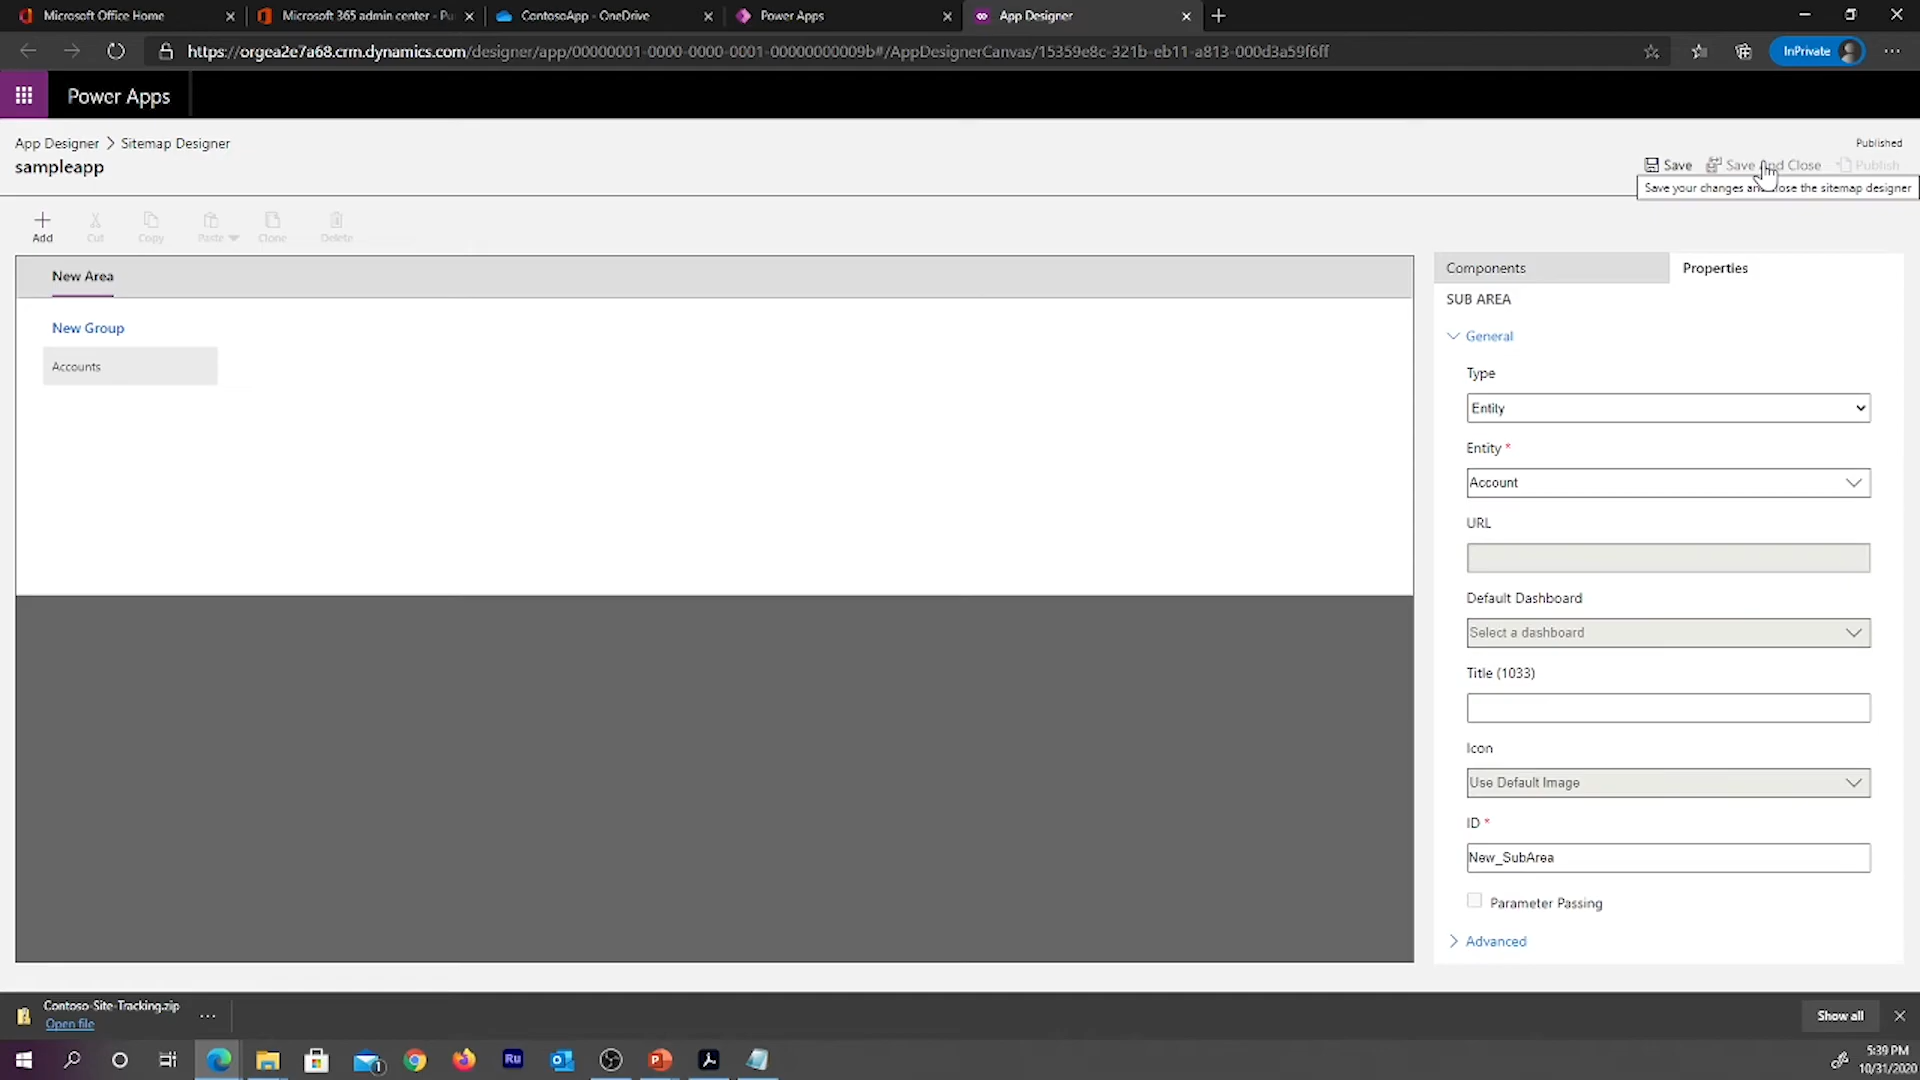 Microsoft Office Home
Microsoft 365 admin center - Pu
ContosoApp - OneDrive
Power Apps
App Designer
https://orgea2e7a68.crm.dynamics.com/designer/app/00000001-0000-0000-0001-00000000009b#/AppDesignerCanvas/15359e8c-321b-eb11-a813-000d3a59f6ff
InPrivate
Power Apps
App Designer > Sitemap Designer
sampleapp
Published
Save
Save And Close
Publish
Save your changes and close the sitemap designer
Add
Cut
Copy
Paste
Clone
Delete
New Area
New Group
Accounts
Components
Properties
SUB AREA
General
Type
Entity
Entity *
Account
URL
Default Dashboard
Select a dashboard
Title (1033)
Icon
Use Default Image
ID *
New_SubArea
Parameter Passing
Advanced
Contoso-Site-Tracking.zip
Open file
Show all
Ru
1
5:39 PM
10/31/2020